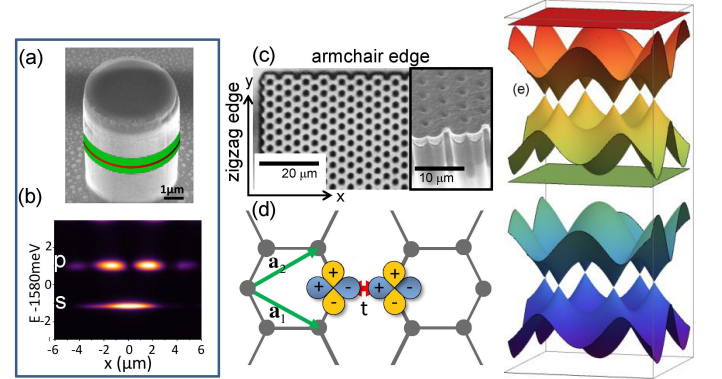 (a)
1μm
(b)
E -1580meV
2
p
0
s
-2
-6 -4 -2 0 2 4 6
x (μm)
(c)
armchair edge
zigzag edge
y
20 μm
10 μm
x
(d)
a₂
a₁
+ + + +
- - - -
t
(e)